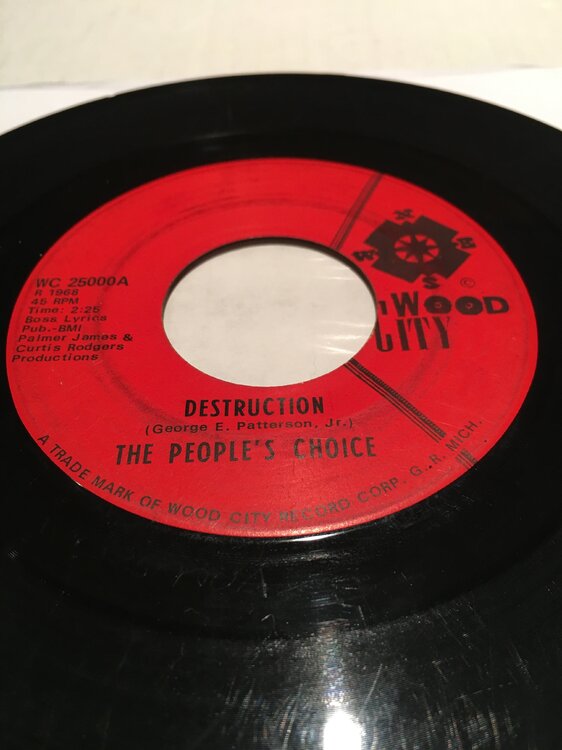 WC 25000A
R 1968
45 RPM
Time: 2:25
Boss Lyrics
Pub.-BMI
Palmer James &
Curtis Rodgers
Productions
N
W E
S
©
WOOD
CITY
DESTRUCTION
(George E. Patterson, Jr.)
THE PEOPLE'S CHOICE
A TRADE MARK OF WOOD CITY RECORD CORP. G.R. MICH.